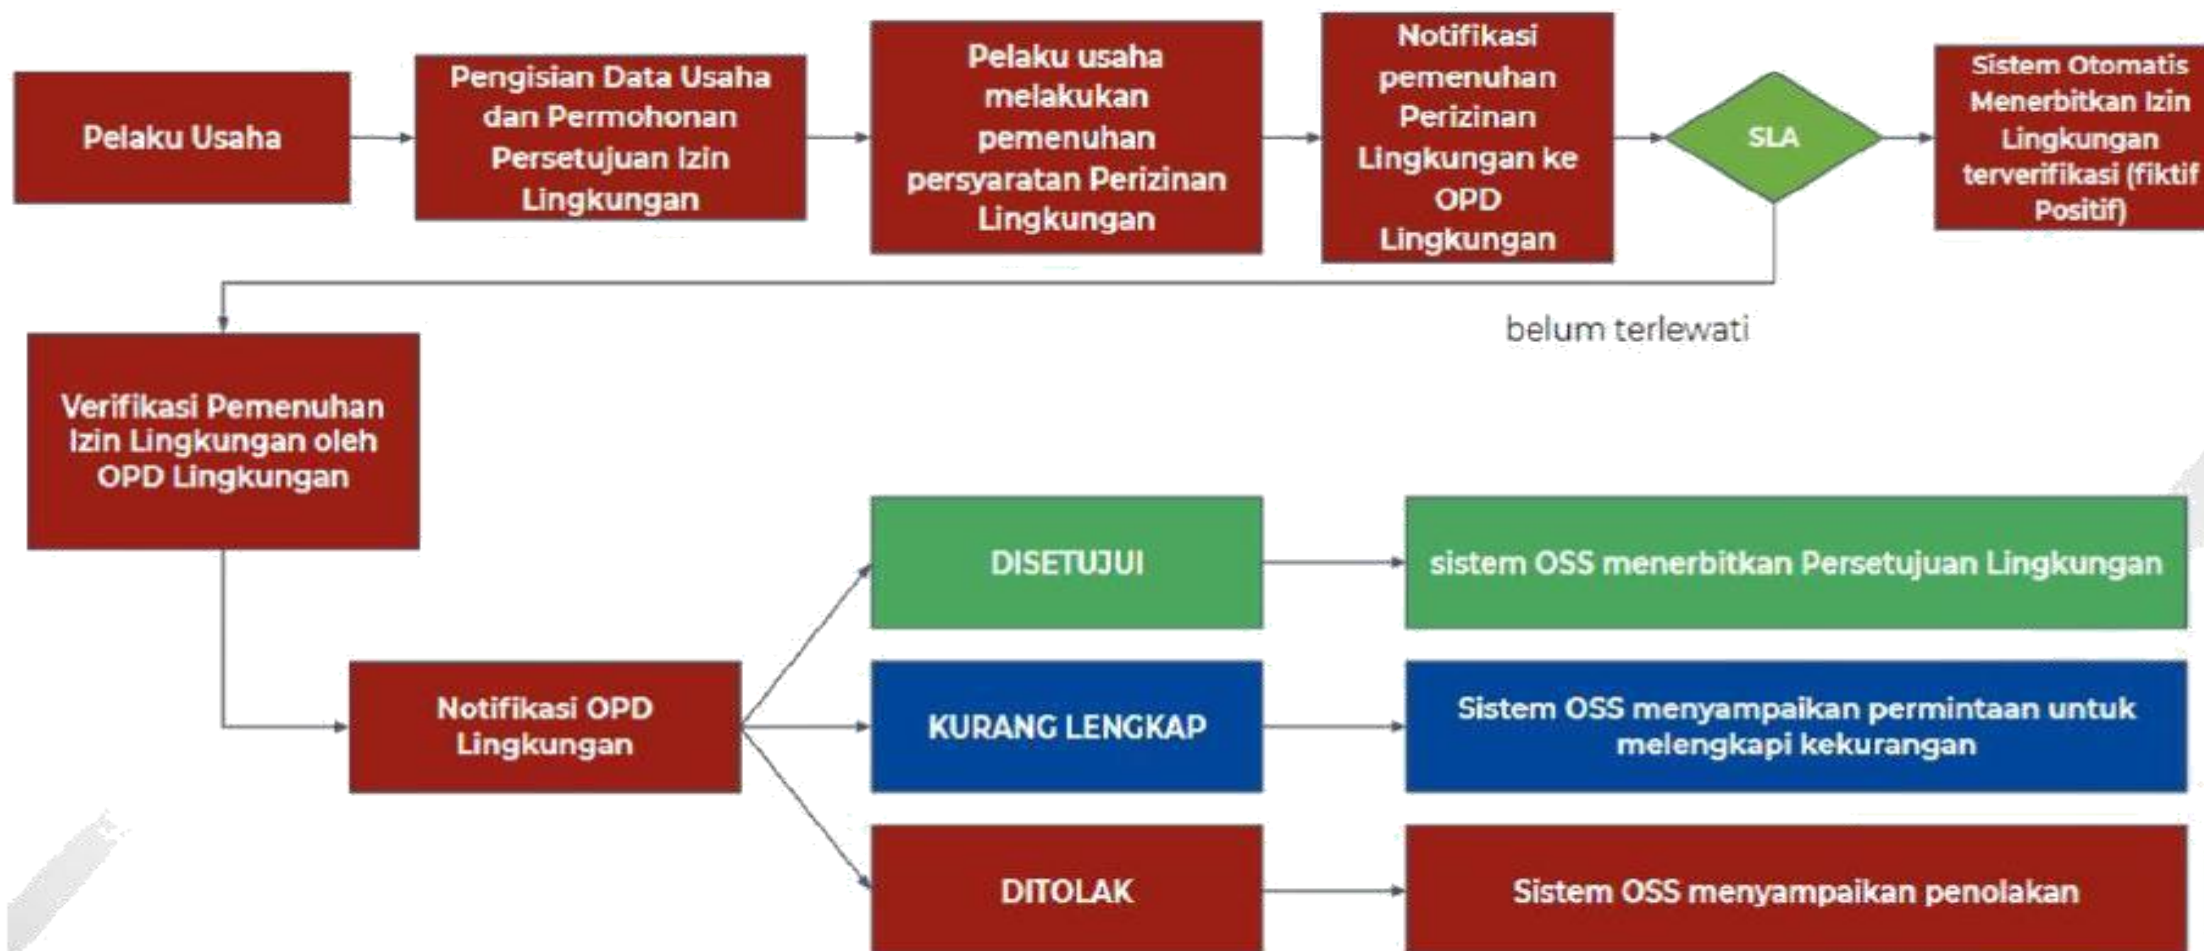 Pelaku Usaha
Pengisian Data Usaha
dan Permohonan
Persetujuan Izin
Lingkungan
Pelaku usaha
melakukan
pemenuhan
persyaratan Perizinan
Lingkungan
Notifikasi
pemenuhan
Perizinan
Lingkungan ke
OPD
Lingkungan
SLA
Sistem Otomatis
Menerbitkan Izin
Lingkungan
terverifikasi (fiktif
Positif)
belum terlewati
Verifikasi Pemenuhan
Izin Lingkungan oleh
OPD Lingkungan
Notifikasi OPD
Lingkungan
DISETUJUI
sistem OSS menerbitkan Persetujuan Lingkungan
KURANG LENGKAP
Sistem OSS menyampaikan permintaan untuk
melengkapi kekurangan
DITOLAK
Sistem OSS menyampaikan penolakan